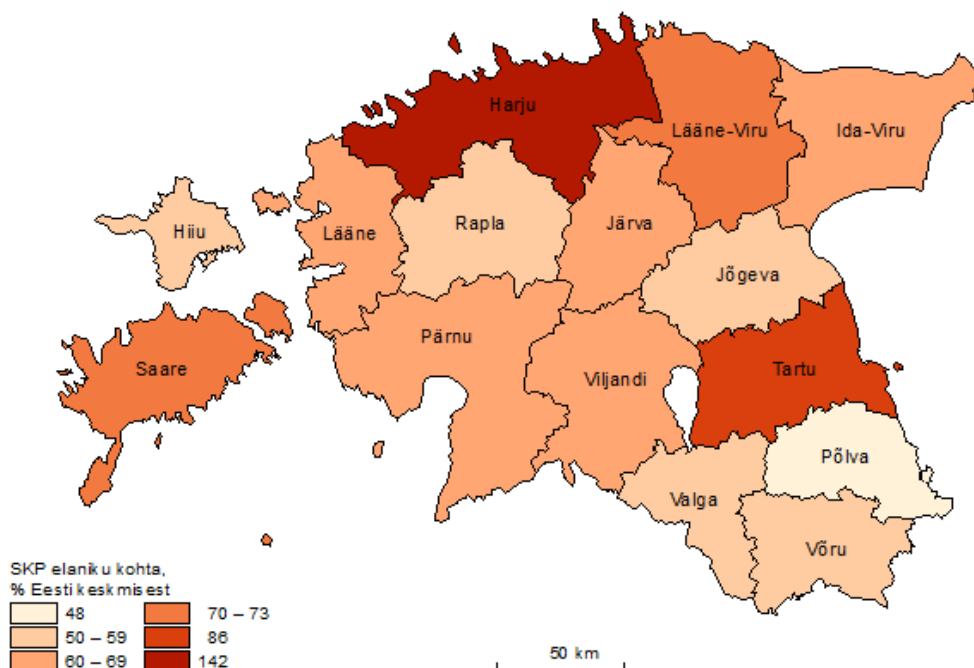 Harju
Lääne-Viru
Ida-Viru
Hiiu
Lääne
Rapla
Järva
Jõgeva
Saare
Pärnu
Viljandi
Tartu
Põlva
Valga
Võru
SKP elaniku kohta,
% Eesti keskmisest
48
70 – 73
50 – 59
86
60 – 69
142
50 km